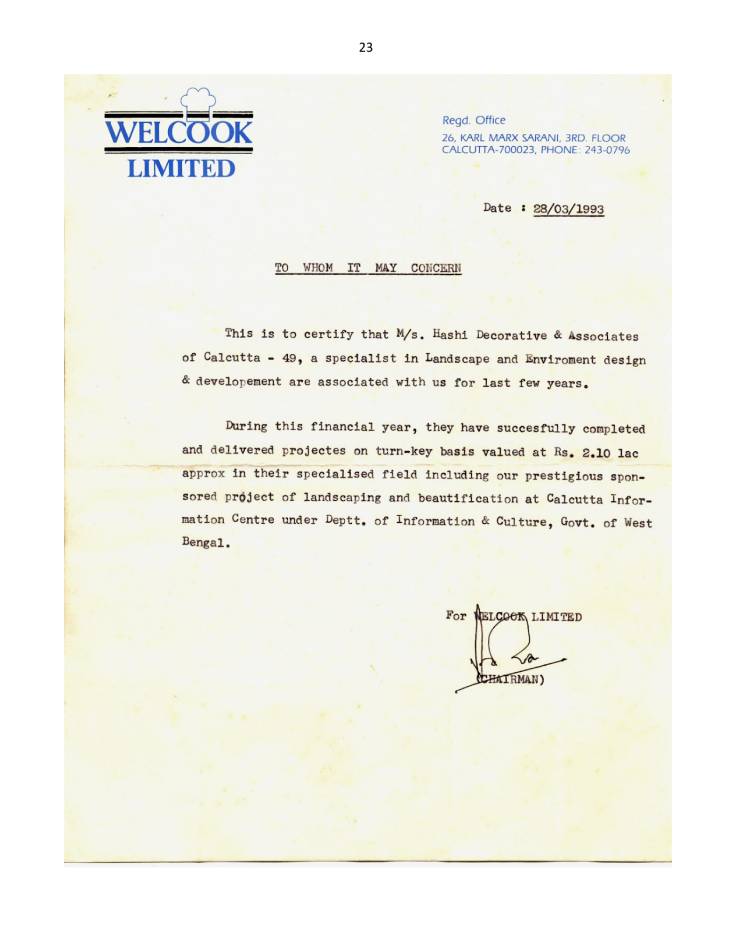 23
WELCOOK
LIMITED
Regd. Office
26, KARL MARX SARANI, 3RD. FLOOR
CALCUTTA-700023, PHONE: 243-0796
Date : 28/03/1993
TO WHOM IT MAY CONCERN
This is to certify that M/s. Hashi Decorative & Associates
of Calcutta - 49, a specialist in Landscape and Enviroment design
& developement are associated with us for last few years.
During this financial year, they have succesfully completed
and delivered projectes on turn-key basis valued at Rs. 2.10 lac
approx in their specialised field including our prestigious spon-
sored project of landscaping and beautification at Calcutta Infor-
mation Centre under Deptt. of Information & Culture, Govt. of West
Bengal.
For WELCOOK LIMITED
(CHAIRMAN)